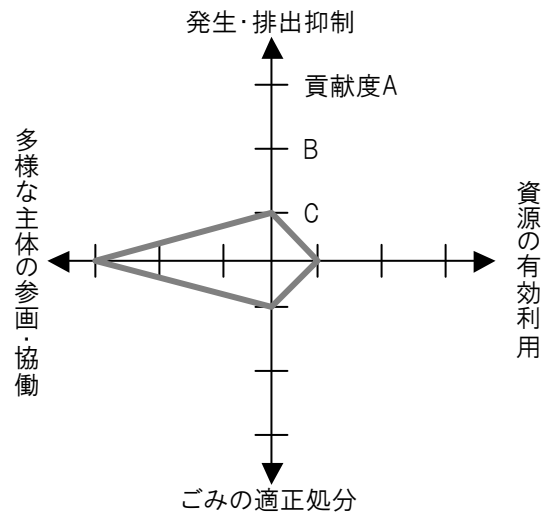 発生・排出抑制
貢献度A
B
C
多様な主体の参画・協働
資源の有効利用
ごみの適正処分